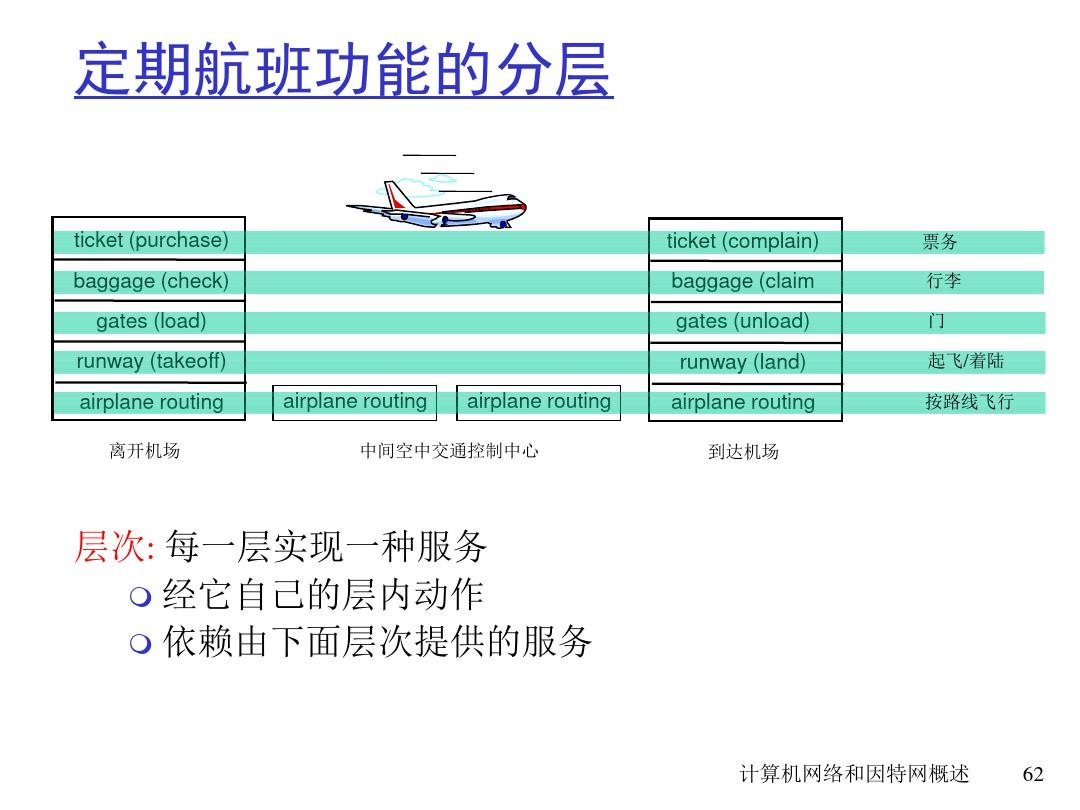 定期航班功能的分层
ticket (purchase)
ticket (complain)
票务
baggage (check)
baggage (claim
行李
gates (load)
gates (unload)
门
runway (takeoff)
runway (land)
起飞/着陆
airplane routing
airplane routing
airplane routing
airplane routing
按路线飞行
离开机场
中间空中交通控制中心
到达机场
层次: 每一层实现一种服务
经它自己的层内动作
依赖由下面层次提供的服务
计算机网络和因特网概述
62